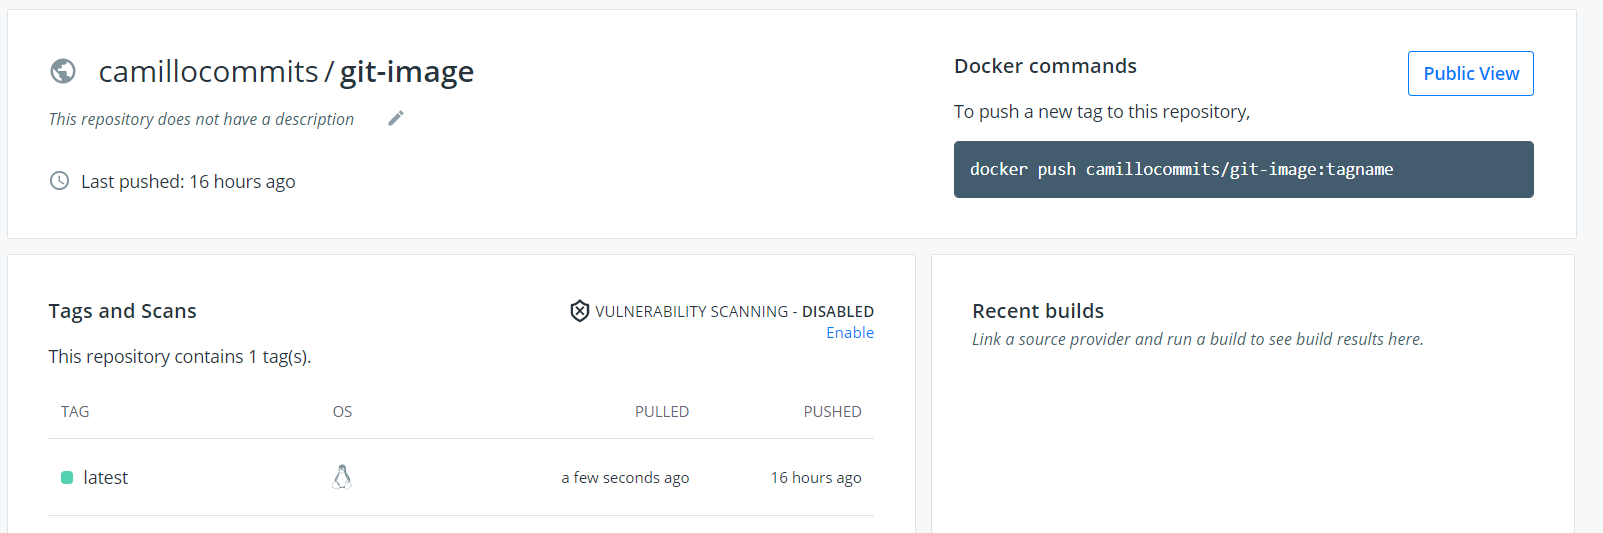 camillocommits / git-image
This repository does not have a description
Last pushed: 16 hours ago
Docker commands
Public View
To push a new tag to this repository,
docker push camillocommits/git-image:tagname
Tags and Scans
VULNERABILITY SCANNING - DISABLED
Enable
This repository contains 1 tag(s).
TAG OS PULLED PUSHED
latest a few seconds ago 16 hours ago
Recent builds
Link a source provider and run a build to see build results here.